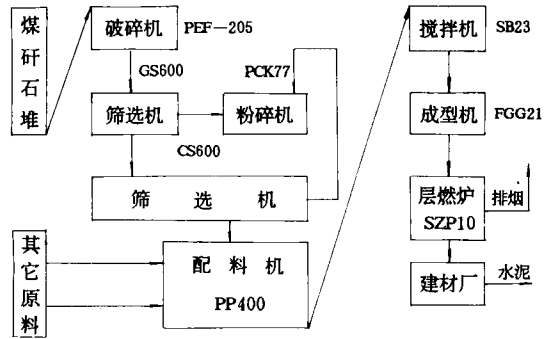 煤矸石堆
破碎机
PEF-205
GS600
PCK77
筛选机
粉碎机
CS600
筛选机
其它原料
配料机
PP400
搅拌机
SB23
成型机
FGG21
层燃炉
SZP10
排烟
建材厂
水泥